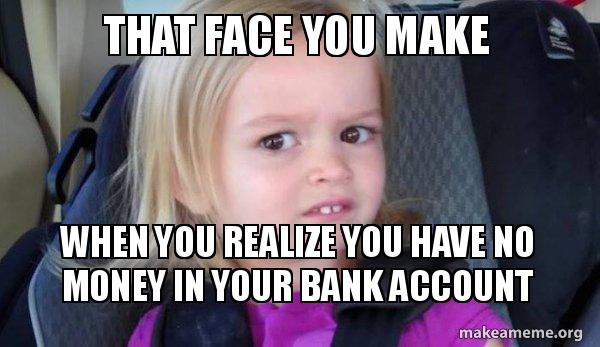 THAT FACE YOU MAKE
WHEN YOU REALIZE YOU HAVE NO
MONEY IN YOUR BANK ACCOUNT
makeameme.org